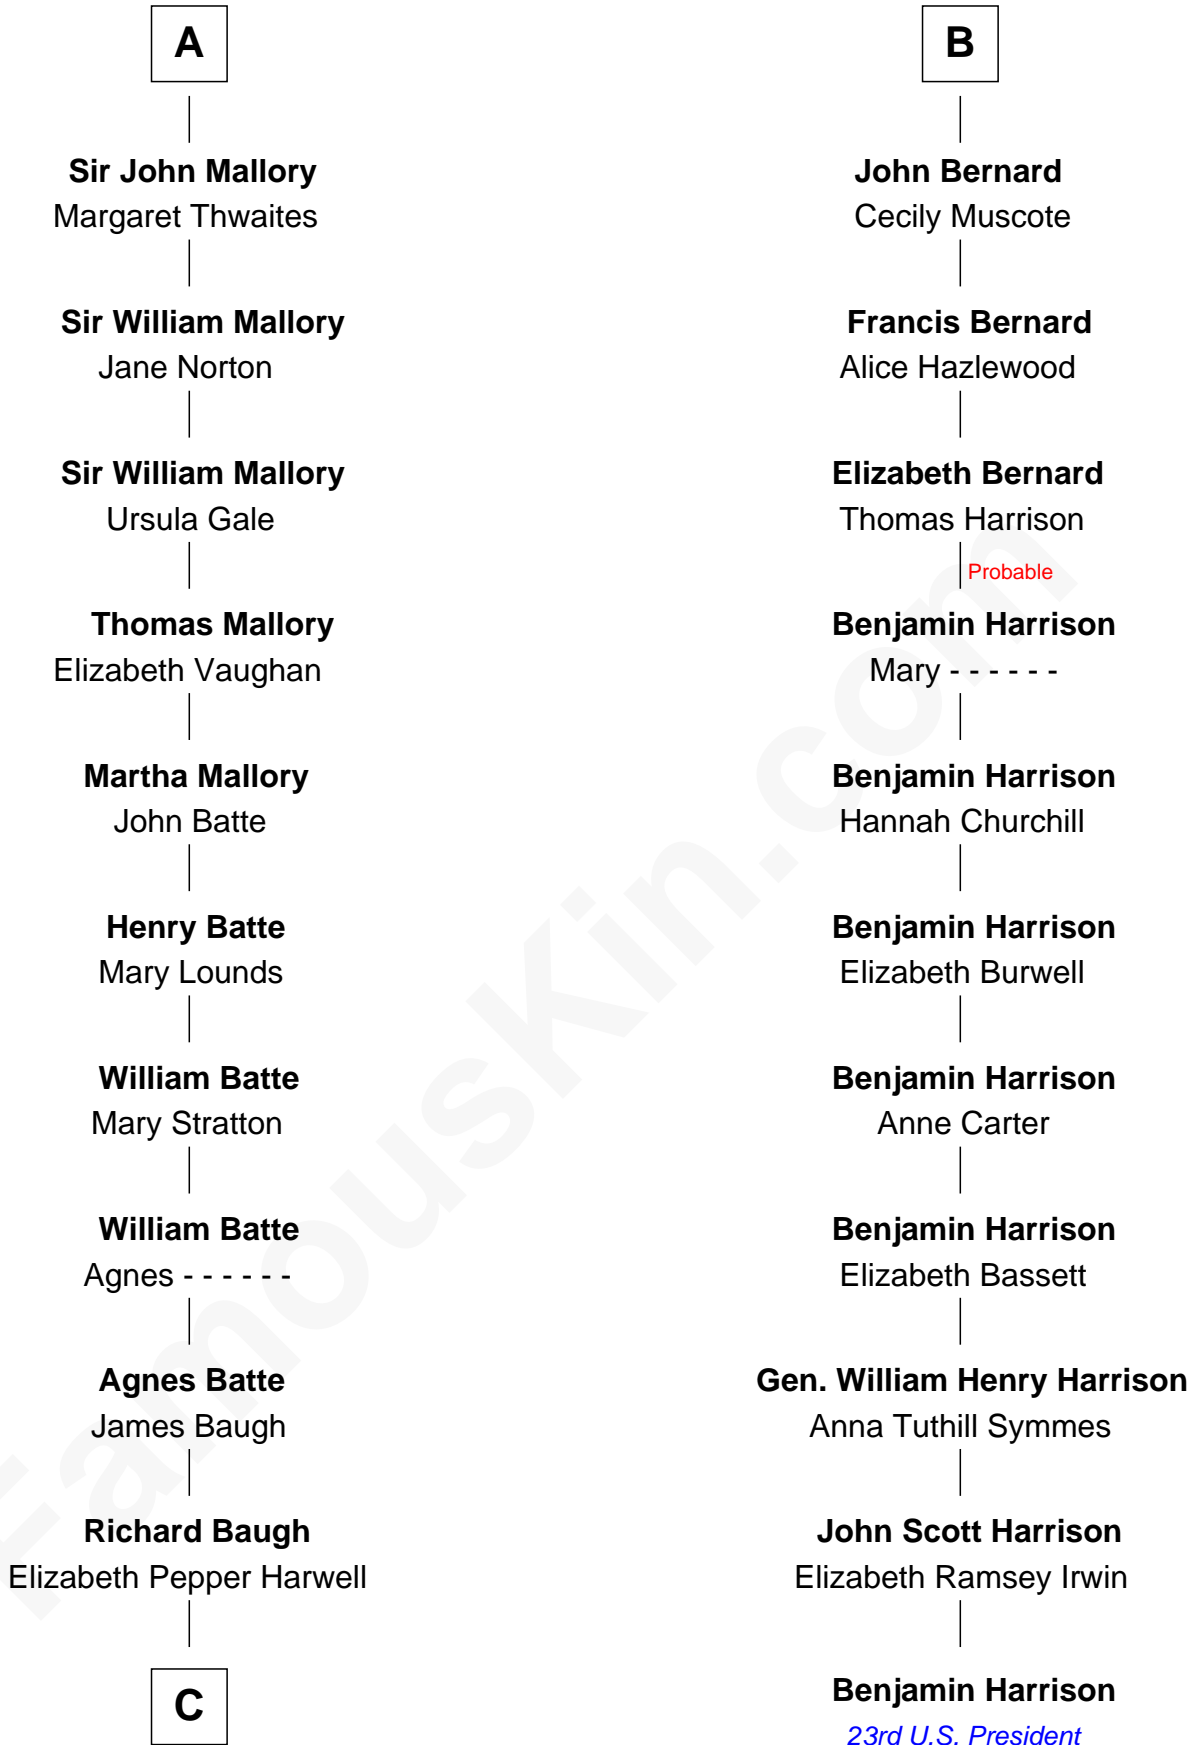 A
Sir John Mallory
Margaret Thwaites
Sir William Mallory
Jane Norton
Sir William Mallory
Ursula Gale
Thomas Mallory
Elizabeth Vaughan
Martha Mallory
John Batte
Henry Batte
Mary Lounds
William Batte
Mary Stratton
William Batte
Agnes - - - - - -
Agnes Batte
James Baugh
Richard Baugh
Elizabeth Pepper Harwell
C
B
John Bernard
Cecily Muscote
Francis Bernard
Alice Hazlewood
Elizabeth Bernard
Thomas Harrison
Probable
Benjamin Harrison
Mary - - - - - -
Benjamin Harrison
Hannah Churchill
Benjamin Harrison
Elizabeth Burwell
Benjamin Harrison
Anne Carter
Benjamin Harrison
Elizabeth Bassett
Gen. William Henry Harrison
Anna Tuthill Symmes
John Scott Harrison
Elizabeth Ramsey Irwin
Benjamin Harrison
23rd U.S. President
FamousKin.com